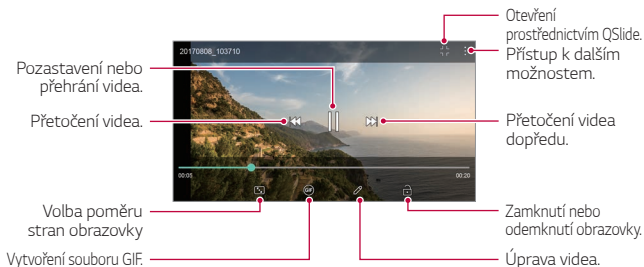 Otevření
prostřednictvím QSlide.
Přístup k dalším
možnostem.
20170808_103710
Pozastavení nebo
přehrání videa.
Přetočení videa.
Přetočení videa
dopředu.
00:05
00:20
GIF
Volba poměru
stran obrazovky
Zamknutí nebo
odemknutí obrazovky.
Vytvoření souboru GIF.
Úprava videa.